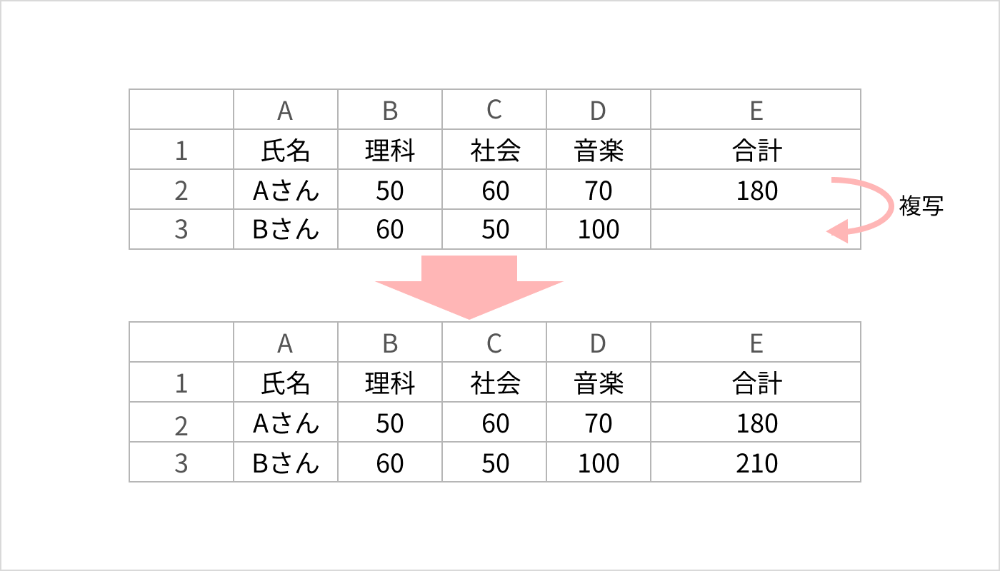 A B C D E
1 氏名 理科 社会 音楽 合計
2 Aさん 50 60 70 180
複写
3 Bさん 60 50 100
A B C D E
1 氏名 理科 社会 音楽 合計
2 Aさん 50 60 70 180
3 Bさん 60 50 100 210